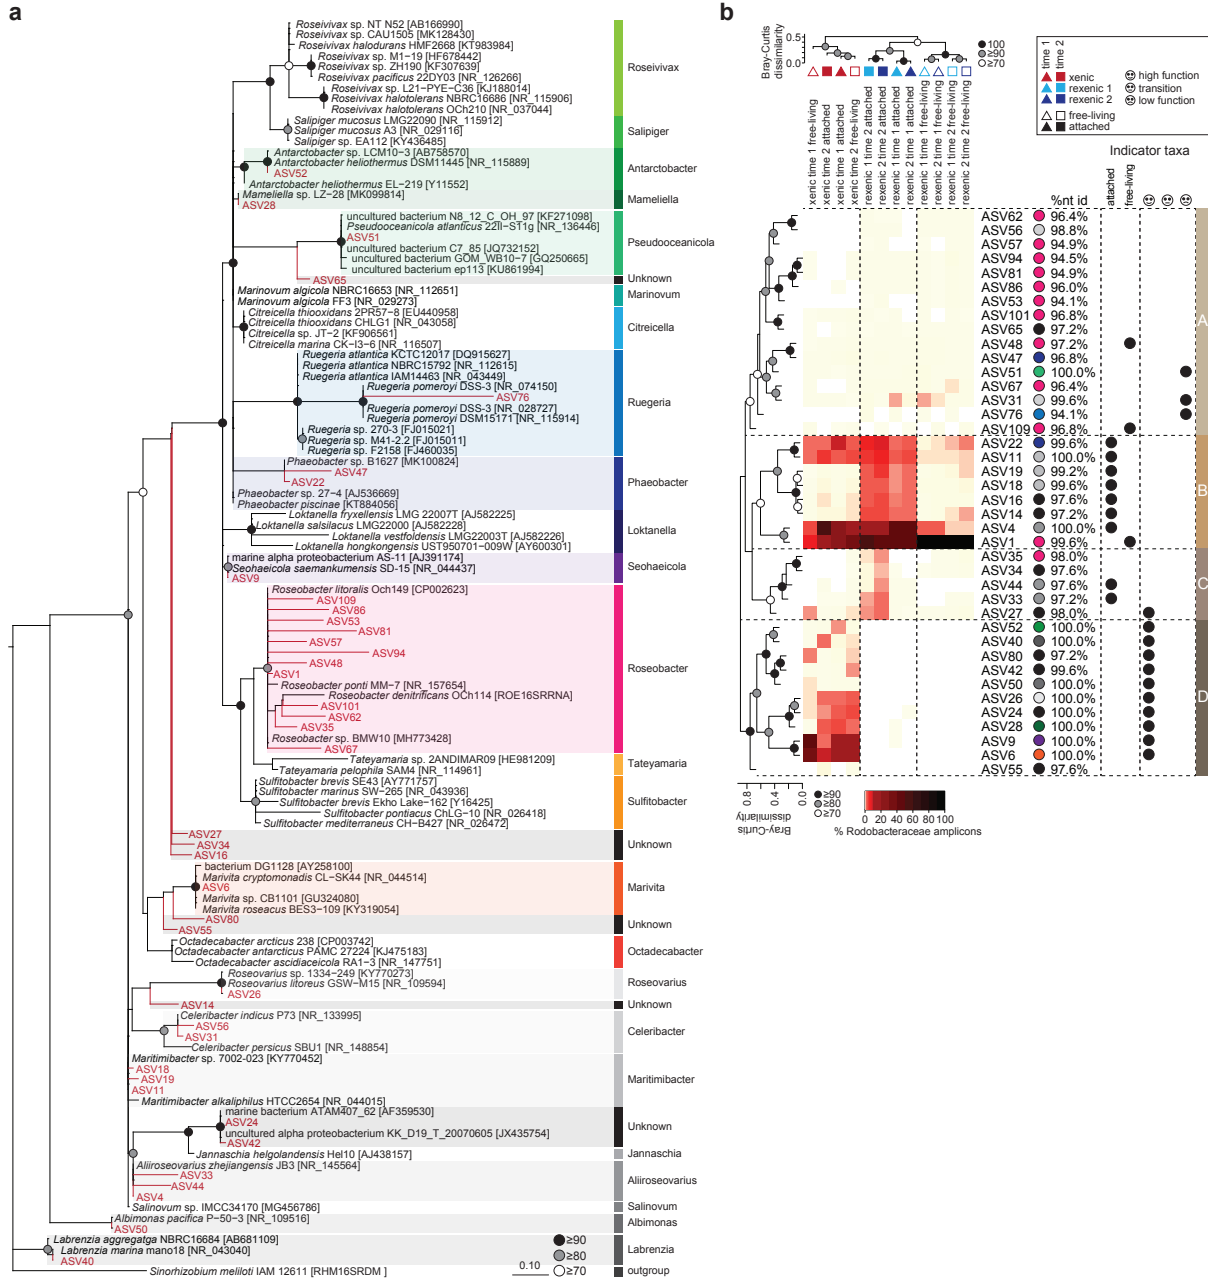 a
Roseivivax sp. NT N52 [AB166990]
Roseivivax sp. CAU1505 [MK128430]
Roseivivax halodurans HMF2668 [KT983984]
Roseivivax sp. M1-19 [HF678442]
Roseivivax sp. ZH190 [KF307639]
Roseivivax pacificus 22DY03 [NR_126266]
Roseivivax sp. L21-PYE-C36 [KJ188014]
Roseivivax halotolerans NBRC16686 [NR_115906]
Roseivivax halotolerans OCh210 [NR_037044]
Roseivivax
Salipiger mucosus LMG22090 [NR_115912]
Salipiger mucosus A3 [NR_029116]
Salipiger sp. EA112 [KY436485]
Salipiger
Antarctobacter sp. LCM10-3 [AB758570]
Antarctobacter heliothermus DSM11445 [NR_115889]
ASV52
Antarctobacter heliothermus EL-219 [Y11552]
Antarctobacter
Mameliella sp. LZ-28 [MK099814]
ASV28
Mameliella
uncultured bacterium N8_12_C_OH_97 [KF271098]
Pseudooceanicola atlanticus 22II-ST1g [NR_136446]
ASV51
uncultured bacterium C7_85 [JQ732152]
uncultured bacterium GOM_WB10-7 [GQ250665]
uncultured bacterium ep113 [KU861994]
Pseudooceanicola
ASV65
Unknown
Marinovum algicola NBRC16653 [NR_112651]
Marinovum algicola FF3 [NR_029273]
Marinovum
Citreicella thiooxidans 2PR57-8 [EU440958]
Citreicella thiooxidans CHLG1 [NR_043058]
Citreicella sp. JT-2 [KF906561]
Citreicella marina CK-I3-6 [NR_116507]
Citreicella
Ruegeria atlantica KCTC12017 [DQ915627]
Ruegeria atlantica NBRC15792 [NR_112615]
Ruegeria atlantica IAM14463 [NR_043449]
Ruegeria pomeroyi DSS-3 [NR_074150]
ASV76
Ruegeria pomeroyi DSS-3 [NR_028727]
Ruegeria pomeroyi DSM15171 [NR_115914]
Ruegeria sp. 270-3 [FJ015021]
Ruegeria sp. M41-2.2 [FJ015011]
Ruegeria sp. F2158 [FJ460035]
Ruegeria
Phaeobacter sp. B1627 [MK100824]
ASV47
ASV22
Phaeobacter sp. 27-4 [AJ536669]
Phaeobacter piscinae [KT884056]
Phaeobacter
Loktanella fryxellensis LMG 22007T [AJ582225]
Loktanella salsilacus LMG22000 [AJ582228]
Loktanella vestfoldensis LMG22003T [AJ582226]
Loktanella hongkongensis UST950701-009W [AY600301]
Loktanella
marine alpha proteobacterium AS-11 [AJ391174]
Seohaeicola saemankumensis SD-15 [NR_044437]
ASV9
Seohaeicola
Roseobacter litoralis Och149 [CP002623]
ASV109
ASV86
ASV53
ASV81
ASV57
ASV94
ASV48
ASV1
Roseobacter ponti MM-7 [NR_157654]
Roseobacter denitrificans OCh114 [ROE16SRRNA]
ASV101
ASV62
ASV35
Roseobacter sp. BMW10 [MH773428]
ASV67
Roseobacter
Tateyamaria sp. 2ANDIMAR09 [HE981209]
Tateyamaria pelophila SAM4 [NR_114961]
Tateyamaria
Sulfitobacter brevis SE43 [AJ771757]
Sulfitobacter marinus SW-265 [NR_043936]
Sulfitobacter brevis Ekho Lake-162 [Y16425]
Sulfitobacter pontiacus ChLG-10 [NR_026418]
Sulfitobacter mediterraneus CH-B427 [NR_026472]
Sulfitobacter
ASV27
ASV34
ASV16
Unknown
bacterium DG1128 [AY258100]
Marivita cryptomonadis CL-SK44 [NR_044514]
ASV6
Marivita sp. CB1101 [GU324080]
Marivita roseacus BES3-109 [KY319054]
Marivita
ASV80
ASV55
Unknown
Octadecabacter arcticus 238 [CP003742]
Octadecabacter antarcticus PAMC 27224 [KJ475183]
Octadecabacter ascidiaceicola RA1-3 [NR_147751]
Octadecabacter
Roseovarius sp. 1334-249 [KY770273]
Roseovarius litoreus GSW-M15 [NR_109594]
ASV26
Roseovarius
ASV14
Unknown
Celeribacter indicus P73 [NR_133995]
ASV56
ASV31
Celeribacter persicus SBU1 [NR_148854]
Celeribacter
Maritimibacter sp. 7002-023 [KY770452]
ASV18
ASV19
ASV11
Maritimibacter alkaliphilus HTCC2654 [NR_044015]
Maritimibacter
marine bacterium ATAM407_62 [AF359530]
ASV24
uncultured alpha proteobacterium KK_D19_T_20070605 [JX435754]
ASV42
Unknown
Jannaschia helgolandensis Hel10 [AJ438157]
Jannaschia
Aliiroseovarius zhejiangensis JB3 [NR_145564]
ASV33
ASV44
ASV4
Aliiroseovarius
Salinovum sp. IMCC34170 [MG456786]
Salinovum
Albimonas pacifica P-50-3 [NR_109516]
ASV50
Albimonas
Labrenzia aggregatga NBRC16684 [AB681109]
Labrenzia marina mano18 [NR_043040]
ASV40
Labrenzia
Sinorhizobium meliloti IAM 12611 [RHM16SRDM ]
outgroup
0.10
≥90
≥80
≥70
b
Bray-Curtis dissimilarity
0.5
0.0
100
≥90
≥70
time 1
time 2
xenic
rexenic 1
rexenic 2
free-living
attached
high function
transition
low function
xenic time 1 free-living
xenic time 2 attached
xenic time 1 attached
xenic time 2 free-living
rexenic 1 time 2 attached
rexenic 2 time 2 attached
rexenic 1 time 1 attached
rexenic 2 time 1 attached
rexenic 1 time 1 free-living
rexenic 2 time 1 free-living
rexenic 1 time 2 free-living
rexenic 2 time 2 free-living
Indicator taxa
attached
free-living
%nt id
ASV62 96.4%
ASV56 98.8%
ASV57 94.9%
ASV94 94.5%
ASV81 94.9%
ASV86 96.0%
ASV53 94.1%
ASV101 96.8%
ASV65 97.2%
ASV48 97.2%
ASV47 96.8%
ASV51 100.0%
ASV67 96.4%
ASV31 99.6%
ASV76 94.1%
ASV109 96.8%
A
ASV22 99.6%
ASV11 100.0%
ASV19 99.2%
ASV18 99.6%
ASV16 97.6%
ASV14 97.2%
ASV4 100.0%
ASV1 99.6%
B
ASV35 98.0%
ASV34 97.6%
ASV44 97.6%
ASV33 97.2%
ASV27 98.0%
C
ASV52 100.0%
ASV40 100.0%
ASV80 97.2%
ASV42 99.6%
ASV50 100.0%
ASV26 100.0%
ASV24 100.0%
ASV28 100.0%
ASV9 100.0%
ASV6 100.0%
ASV55 97.6%
D
0.8
0.4
0.0
Bray-Curtis dissimilarity
≥90
≥80
≥70
0 20 40 60 80 100
% Rodobacteraceae amplicons